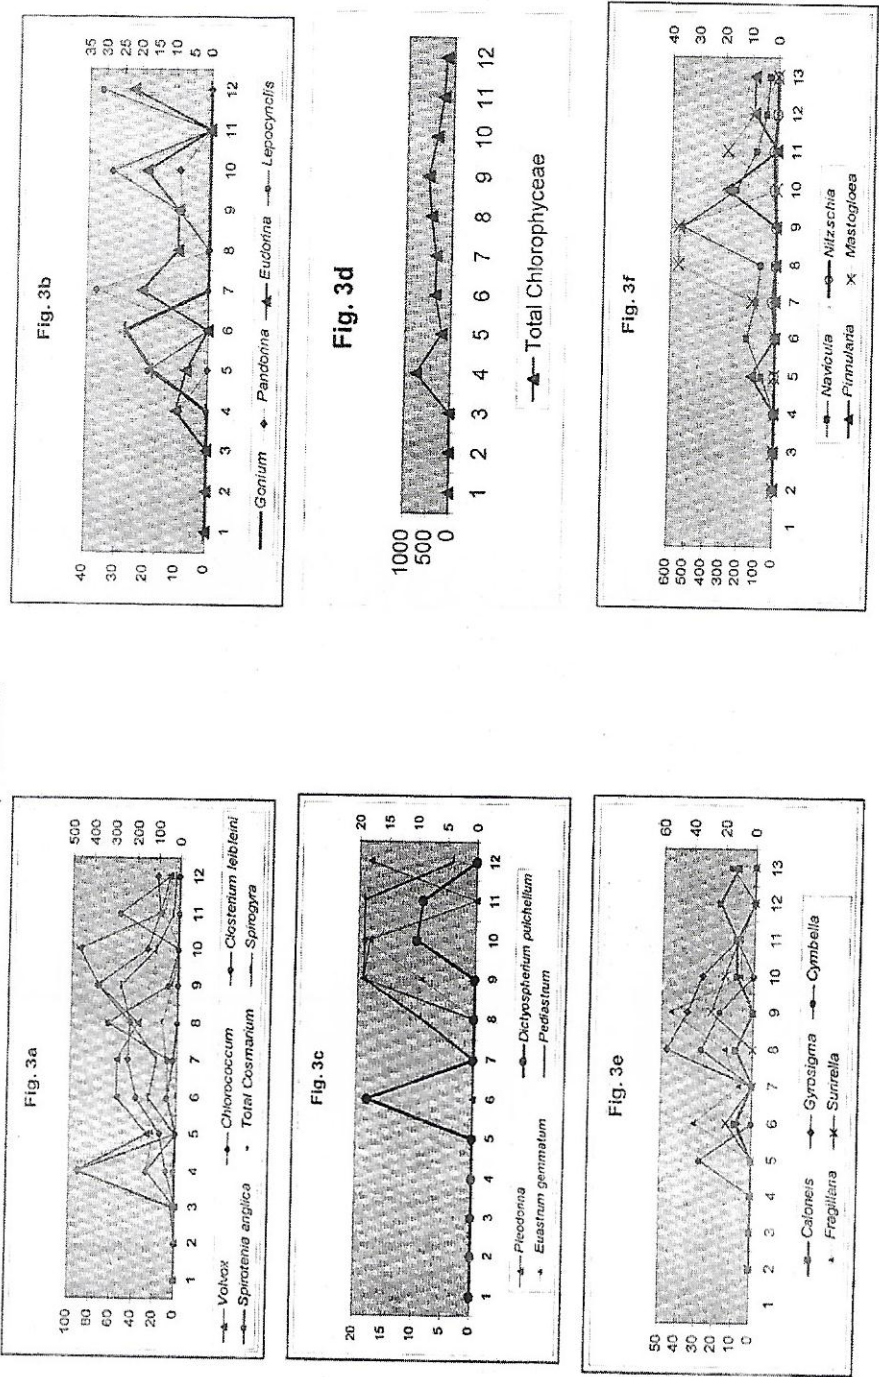 Fig. 3a
100
80
60
40
20
0
500
400
300
200
100
0
1 2 3 4 5 6 7 8 9 10 11 12
Volvox Chlorococcum Closterium leibleini
Spirotenia anglica Total Cosmarium Spirogyra
Fig. 3b
40
30
20
10
0
35
30
25
20
15
10
5
0
1 2 3 4 5 6 7 8 9 10 11 12
Gonium Pandorina Eudorina Lepocynclis
Fig. 3c
20
15
10
5
0
20
15
10
5
0
1 2 3 4 5 6 7 8 9 10 11 12
Pleodorina Dictyospherium pulchellum
Euastrum gemmatum Pediastrum
Fig. 3d
1000
500
0
1 2 3 4 5 6 7 8 9 10 11 12
Total Chlorophyceae
Fig. 3e
50
40
30
20
10
0
60
40
20
0
1 2 3 4 5 6 7 8 9 10 11 12 13
Caloneis Gyrosigma Cymbella
Fragillaria Surirella
Fig. 3f
600
500
400
300
200
100
0
40
30
20
10
0
1 2 3 4 5 6 7 8 9 10 11 12 13
Navicula Nitzschia
Pinnularia Mastogloea